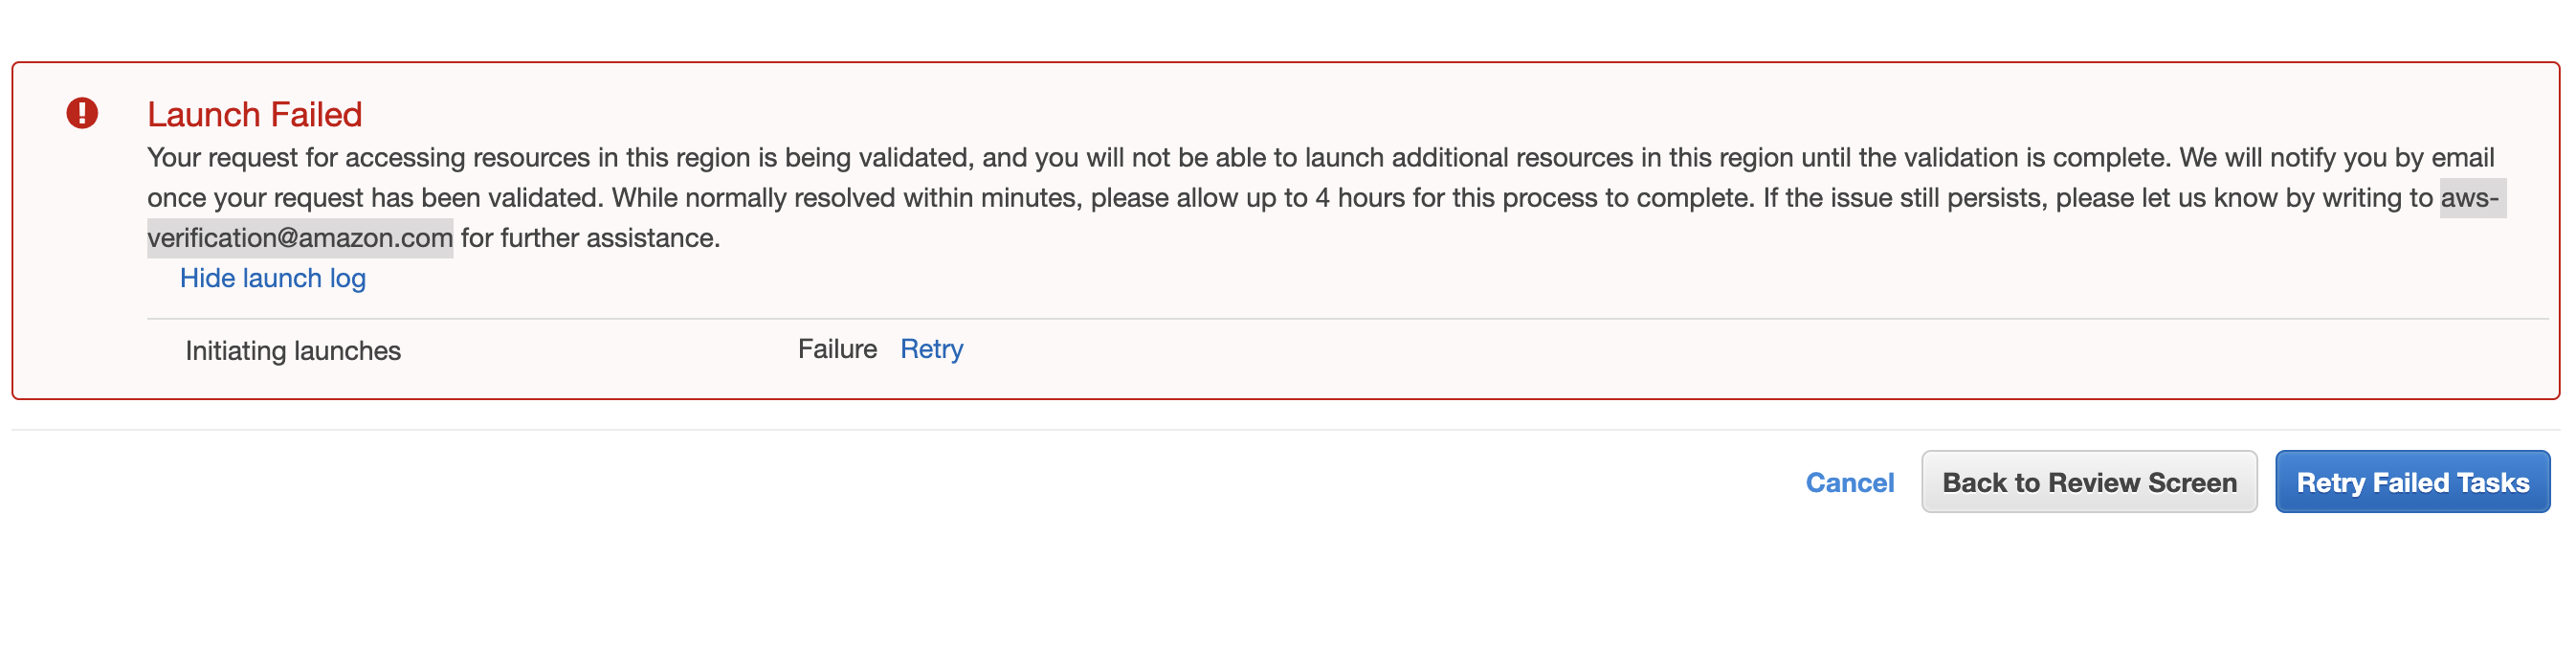 Launch Failed
Your request for accessing resources in this region is being validated, and you will not be able to launch additional resources in this region until the validation is complete. We will notify you by email
once your request has been validated. While normally resolved within minutes, please allow up to 4 hours for this process to complete. If the issue still persists, please let us know by writing to aws-
verification@amazon.com for further assistance.
Hide launch log
Initiating launches Failure Retry
Cancel Back to Review Screen Retry Failed Tasks